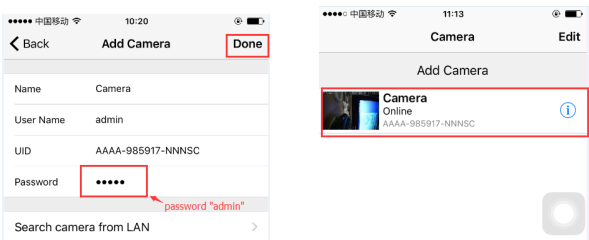 中国移动 10:20
Back Add Camera Done
Name Camera
User Name admin
UID AAAA-985917-NNNSC
Password •••••
password "admin"
Search camera from LAN
中国移动 11:13
Camera Edit
Add Camera
Camera
Online
AAAA-985917-NNNSC